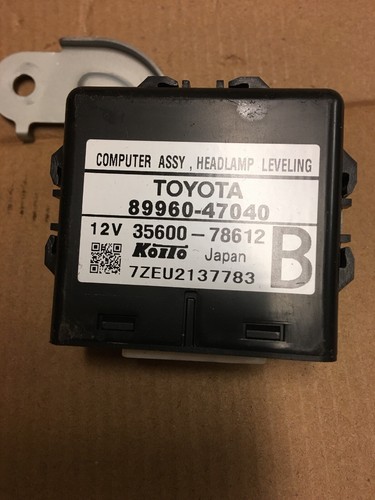 COMPUTER ASSY, HEADLAMP LEVELING
TOYOTA
89960-47040
12V 35600-78612
Koito Japan B
7ZEU2137783